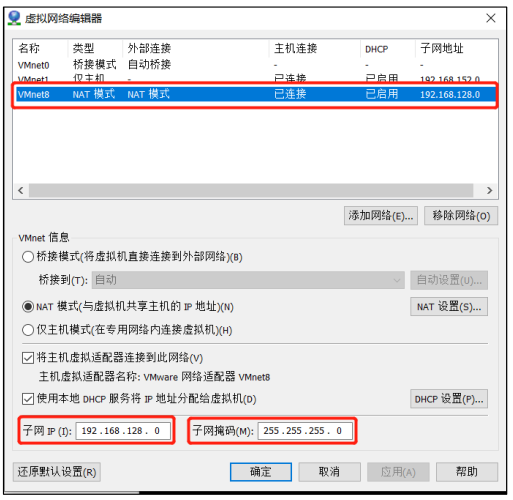 虚拟网络编辑器
名称 类型 外部连接 主机连接 DHCP 子网地址
VMnet0 桥接模式 自动桥接 - - -
VMnet1 仅主机... - 已连接 已启用 192.168.152.0
VMnet8 NAT 模式 NAT 模式 已连接 已启用 192.168.128.0
添加网络(E)... 移除网络(O)
VMnet 信息
桥接模式(将虚拟机直接连接到外部网络)(B)
桥接到(T): 自动 自动设置(U)...
NAT 模式(与虚拟机共享主机的 IP 地址)(N) NAT 设置(S)...
仅主机模式(在专用网络内连接虚拟机)(H)
将主机虚拟适配器连接到此网络(V)
主机虚拟适配器名称: VMware 网络适配器 VMnet8
使用本地 DHCP 服务将 IP 地址分配给虚拟机(D) DHCP 设置(P)...
子网 IP (I): 192 .168 .128 . 0 子网掩码(M): 255 .255 .255 . 0
还原默认设置(R) 确定 取消 应用(A) 帮助